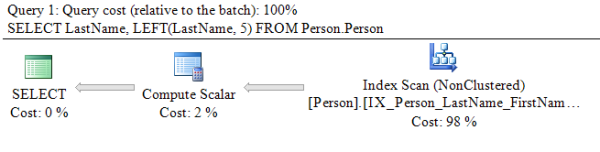 Query 1: Query cost (relative to the batch): 100%
SELECT LastName, LEFT(LastName, 5) FROM Person.Person
SELECT
Cost: 0 %
Compute Scalar
Cost: 2 %
Index Scan (NonClustered)
[Person].[IX_Person_LastName_FirstNam…
Cost: 98 %